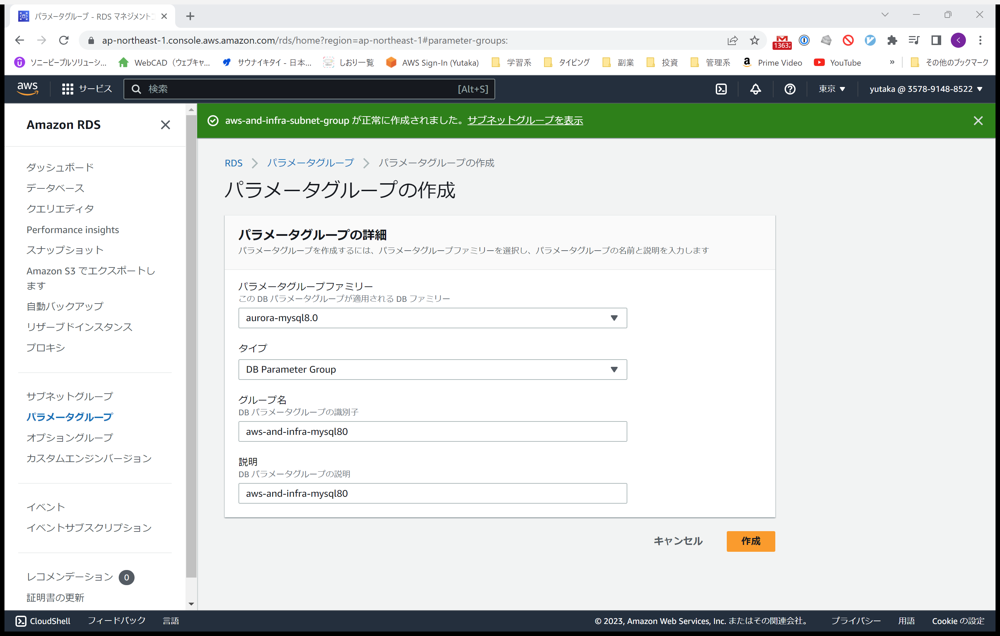 パラメータグループ - RDS マネジメント
ap-northeast-1.console.aws.amazon.com/rds/home?region=ap-northeast-1#parameter-groups:
1363
ソニーピープルソリューシ...
WebCAD（ウェブキャ...
サウナイキタイ - 日本...
しおり一覧
AWS Sign-In (Yutaka)
学習系
タイピング
副業
投資
管理系
Prime Video
YouTube
»
その他のブックマーク
aws
サービス
検索
[Alt+S]
東京
yutaka @ 3578-9148-8522
Amazon RDS
ダッシュボード
データベース
クエリエディタ
Performance insights
スナップショット
Amazon S3 でエクスポートし
ます
自動バックアップ
リザーブドインスタンス
プロキシ
サブネットグループ
パラメータグループ
オプショングループ
カスタムエンジンバージョン
イベント
イベントサブスクリプション
レコメンデーション 0
証明書の更新
aws-and-infra-subnet-group が正常に作成されました。サブネットグループを表示
RDS > パラメータグループ > パラメータグループの作成
パラメータグループの作成
パラメータグループの詳細
パラメータグループを作成するには、パラメータグループファミリーを選択し、パラメータグループの名前と説明を入力します
パラメータグループファミリー
この DB パラメータグループが適用される DB ファミリー
aurora-mysql8.0
タイプ
DB Parameter Group
グループ名
DB パラメータグループの識別子
aws-and-infra-mysql80
説明
DB パラメータグループの説明
aws-and-infra-mysql80
キャンセル
作成
CloudShell
フィードバック
言語
© 2023, Amazon Web Services, Inc. またはその関連会社。
プライバシー
用語
Cookie の設定